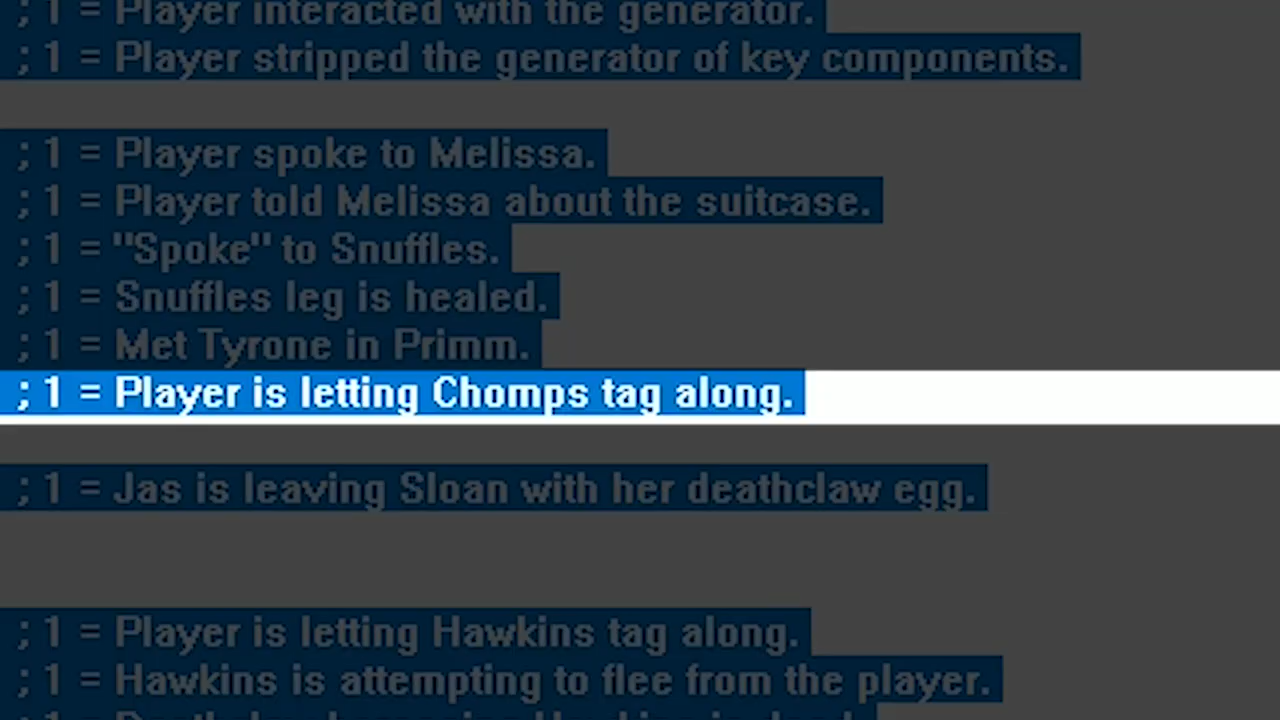 ; 1 = Player interacted with the generator.
; 1 = Player stripped the generator of key components.
; 1 = Player spoke to Melissa.
; 1 = Player told Melissa about the suitcase.
; 1 = "Spoke" to Snuffles.
; 1 = Snuffles leg is healed.
; 1 = Met Tyrone in Primm.
; 1 = Player is letting Chomps tag along.
; 1 = Jas is leaving Sloan with her deathclaw egg.
; 1 = Player is letting Hawkins tag along.
; 1 = Hawkins is attempting to flee from the player.